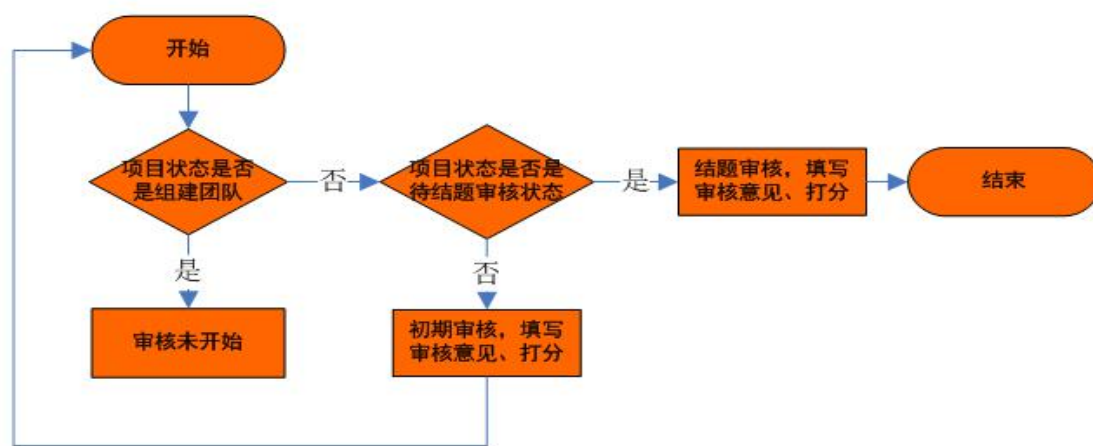 开始
项目状态是否
是组建团队
否
项目状态是否是
待结题审核状态
是
结题审核，填写
审核意见、打分
结束
是
否
审核未开始
初期审核，填写
审核意见、打分